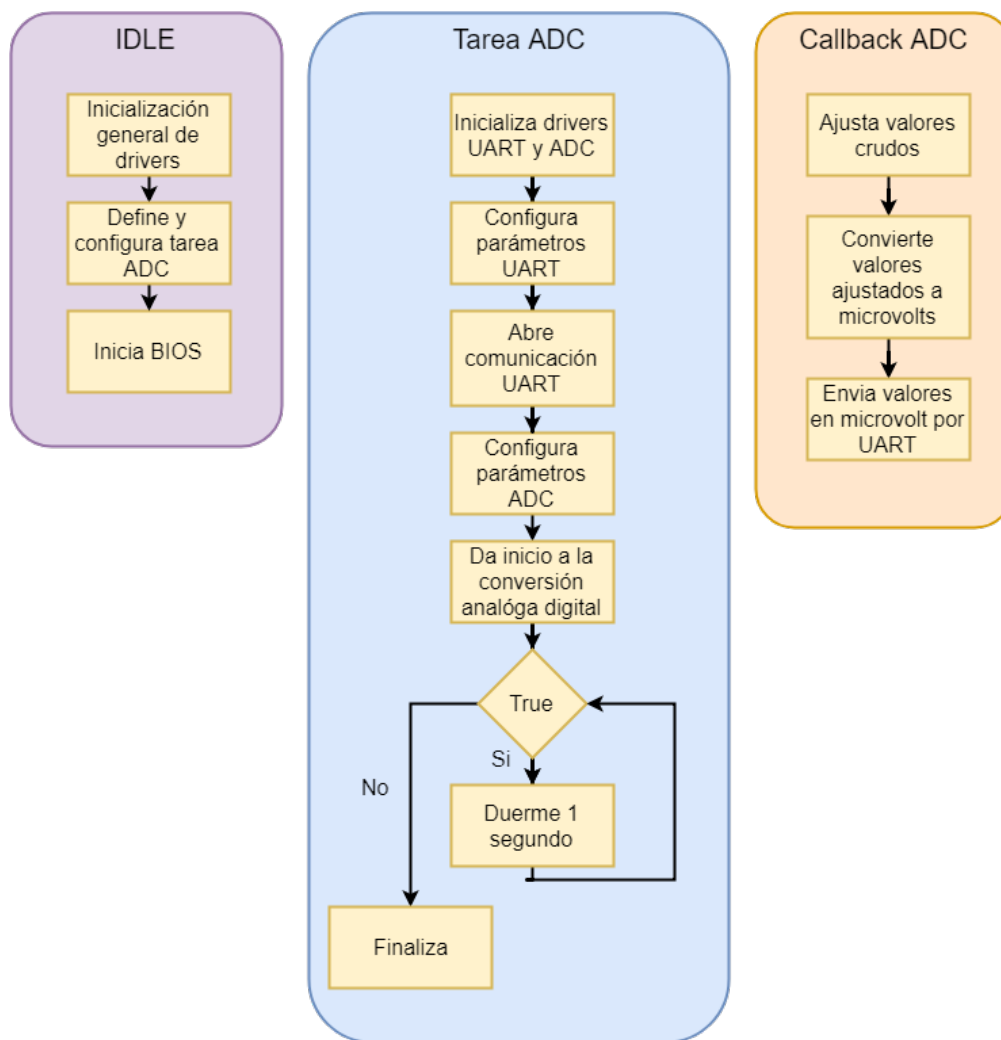 IDLE
Inicialización
general de
drivers
Define y
configura tarea
ADC
Inicia BIOS
Tarea ADC
Inicializa drivers
UART y ADC
Configura
parámetros
UART
Abre
comunicación
UART
Configura
parámetros
ADC
Da inicio a la
conversión
analóga digital
True
Si
No
Duerme 1
segundo
Finaliza
Callback ADC
Ajusta valores
crudos
Convierte
valores
ajustados a
microvolts
Envia valores
en microvolt por
UART